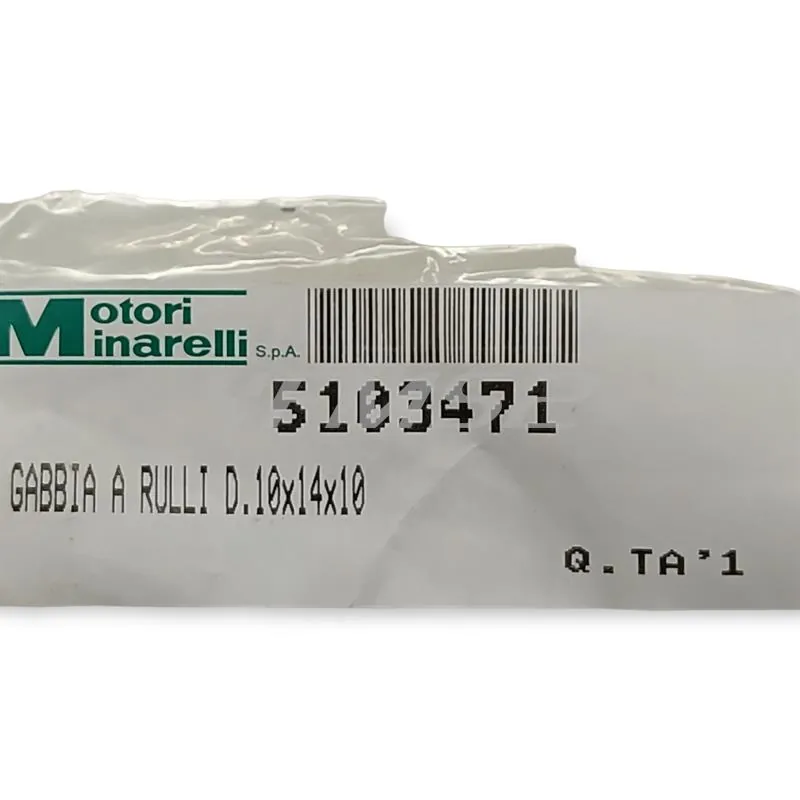 Motori
Minarelli S.p.A.
5103471
GABBIA A RULLI D.10x14x10
Q.TA'1